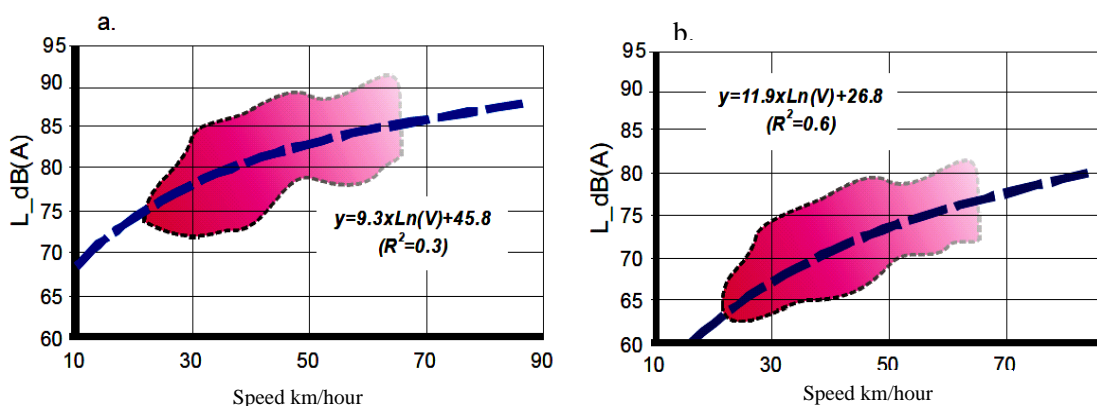 a.
95
90
85
80
75
70
65
60
L_dB(A)
y=9.3xLn(V)+45.8
(R²=0.3)
10 30 50 70 90
Speed km/hour
b.
95
90
85
80
75
70
65
60
L_dB(A)
y=11.9xLn(V)+26.8
(R²=0.6)
10 30 50 70
Speed km/hour